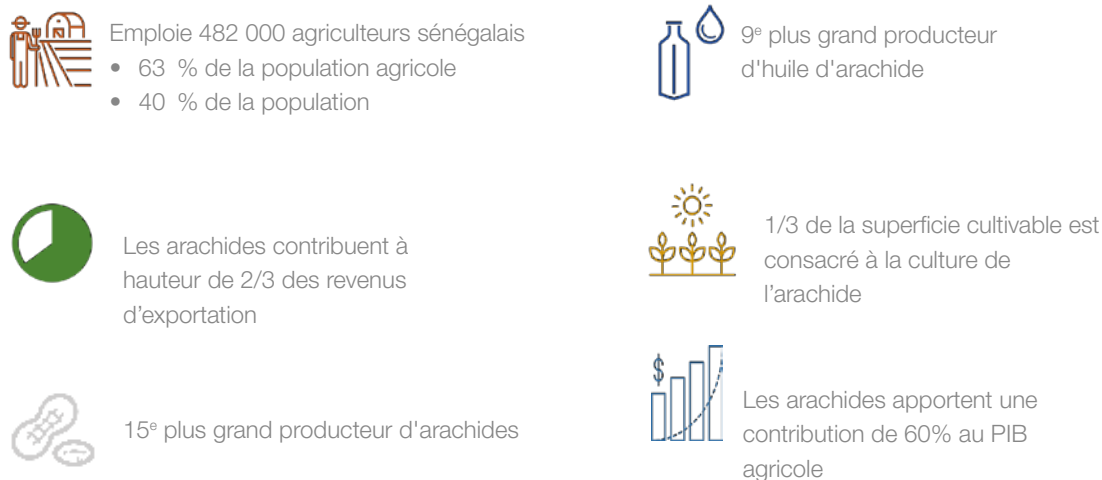 Emploie 482 000 agriculteurs sénégalais
• 63 % de la population agricole
• 40 % de la population
9e plus grand producteur
d'huile d'arachide
Les arachides contribuent à
hauteur de 2/3 des revenus
d’exportation
1/3 de la superficie cultivable est
consacré à la culture de
l’arachide
15e plus grand producteur d'arachides
$
Les arachides apportent une
contribution de 60% au PIB
agricole